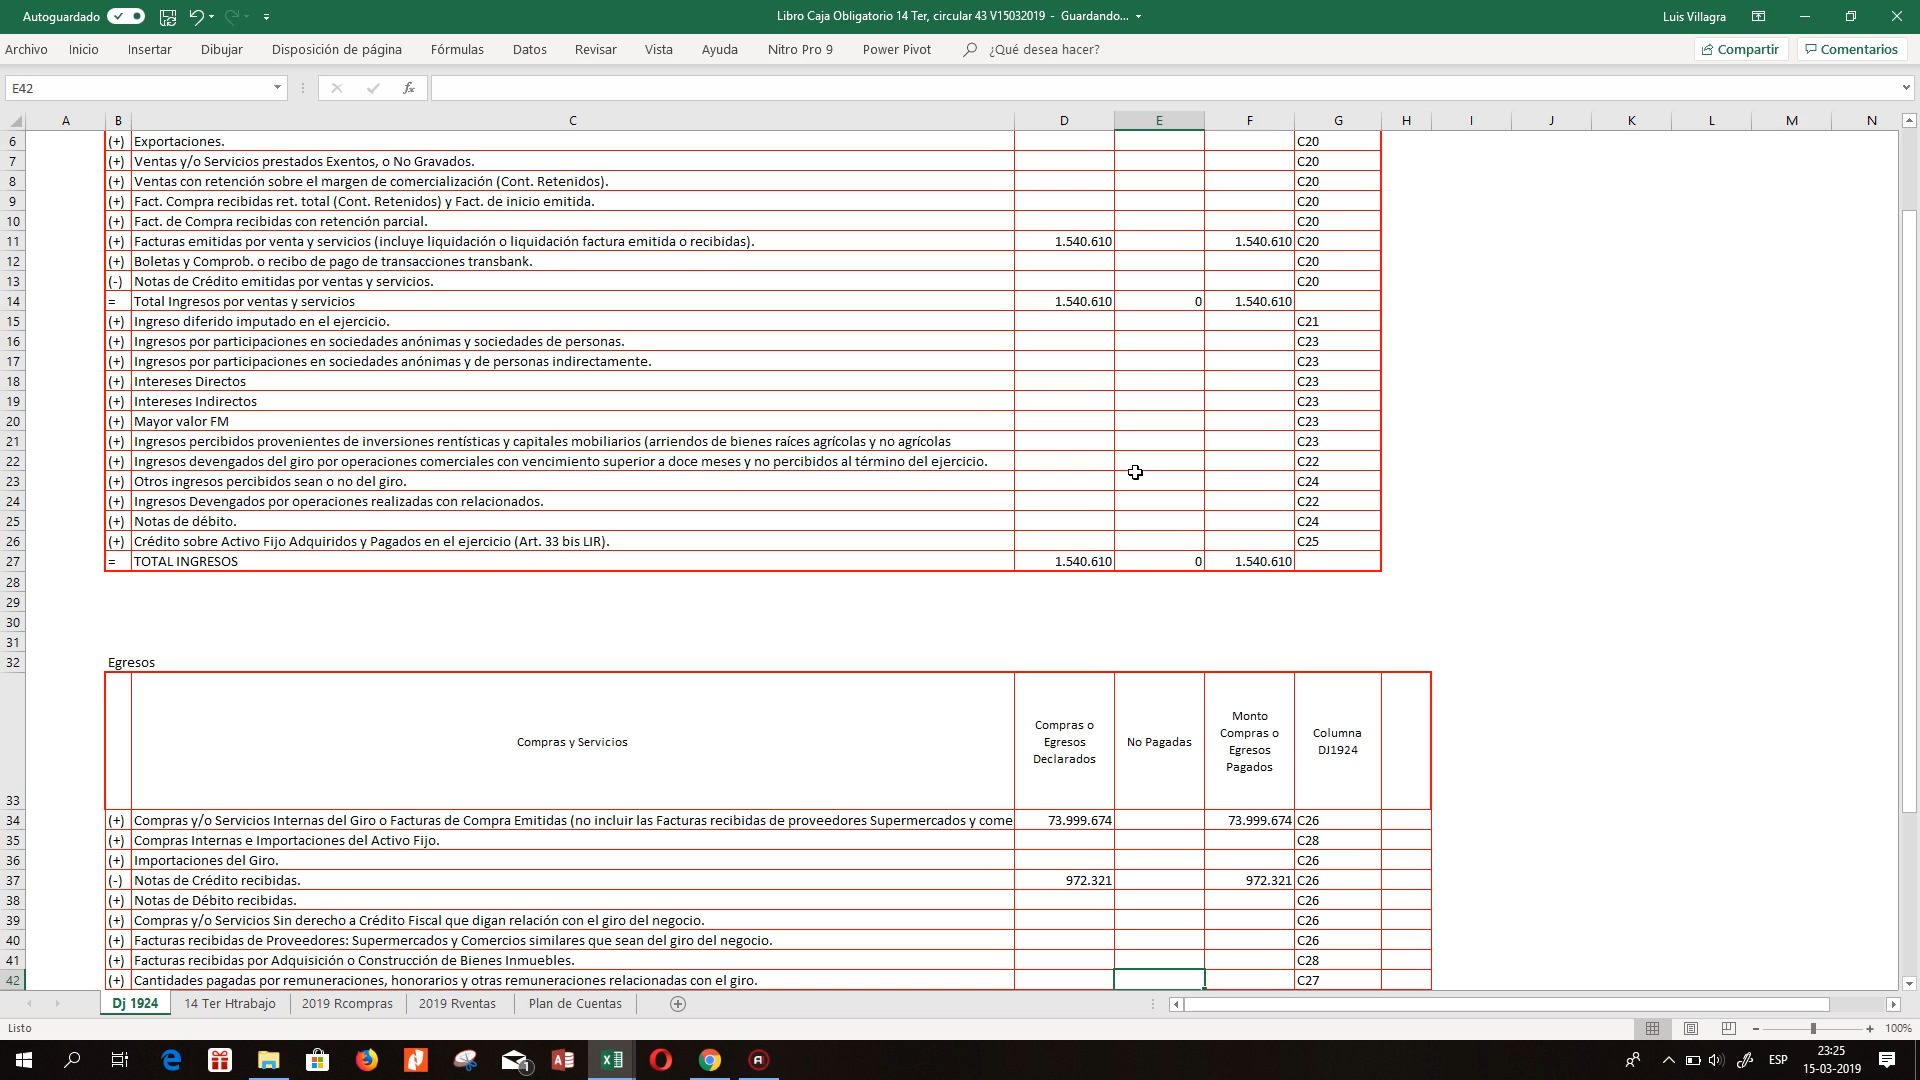 Autoguardado
Libro Caja Obligatorio 14 Ter, circular 43 V15032019 - Guardando...
Luis Villagra
Archivo Inicio Insertar Dibujar Disposición de página Fórmulas Datos Revisar Vista Ayuda Nitro Pro 9 Power Pivot ¿Qué desea hacer? Compartir Comentarios
E42 fx
A B C D E F G H I J K L M N
6 (+) Exportaciones. C20
7 (+) Ventas y/o Servicios prestados Exentos, o No Gravados. C20
8 (+) Ventas con retención sobre el margen de comercialización (Cont. Retenidos). C20
9 (+) Fact. Compra recibidas ret. total (Cont. Retenidos) y Fact. de inicio emitida. C20
10 (+) Fact. de Compra recibidas con retención parcial. C20
11 (+) Facturas emitidas por venta y servicios (incluye liquidación o liquidación factura emitida o recibidas). 1.540.610 1.540.610 C20
12 (+) Boletas y Comprob. o recibo de pago de transacciones transbank. C20
13 (-) Notas de Crédito emitidas por ventas y servicios. C20
14 = Total Ingresos por ventas y servicios 1.540.610 0 1.540.610
15 (+) Ingreso diferido imputado en el ejercicio. C21
16 (+) Ingresos por participaciones en sociedades anónimas y sociedades de personas. C23
17 (+) Ingresos por participaciones en sociedades anónimas y de personas indirectamente. C23
18 (+) Intereses Directos C23
19 (+) Intereses Indirectos C23
20 (+) Mayor valor FM C23
21 (+) Ingresos percibidos provenientes de inversiones rentísticas y capitales mobiliarios (arriendos de bienes raíces agrícolas y no agrícolas C23
22 (+) Ingresos devengados del giro por operaciones comerciales con vencimiento superior a doce meses y no percibidos al término del ejercicio. C22
23 (+) Otros ingresos percibidos sean o no del giro. C24
24 (+) Ingresos Devengados por operaciones realizadas con relacionados. C22
25 (+) Notas de débito. C24
26 (+) Crédito sobre Activo Fijo Adquiridos y Pagados en el ejercicio (Art. 33 bis LIR). C25
27 = TOTAL INGRESOS 1.540.610 0 1.540.610
28
29
30
31
32 Egresos
33 Compras y Servicios
Compras o
Egresos
Declarados
No Pagadas
Monto
Compras o
Egresos
Pagados
Columna
DJ1924
34 (+) Compras y/o Servicios Internas del Giro o Facturas de Compra Emitidas (no incluir las Facturas recibidas de proveedores Supermercados y come 73.999.674 73.999.674 C26
35 (+) Compras Internas e Importaciones del Activo Fijo. C28
36 (+) Importaciones del Giro. C26
37 (-) Notas de Crédito recibidas. 972.321 972.321 C26
38 (+) Notas de Débito recibidas. C26
39 (+) Compras y/o Servicios Sin derecho a Crédito Fiscal que digan relación con el giro del negocio. C26
40 (+) Facturas recibidas de Proveedores: Supermercados y Comercios similares que sean del giro del negocio. C26
41 (+) Facturas recibidas por Adquisición o Construcción de Bienes Inmuebles. C28
42 (+) Cantidades pagadas por remuneraciones, honorarios y otras remuneraciones relacionadas con el giro. C27
Dj 1924 14 Ter Htrabajo 2019 Rcompras 2019 Rventas Plan de Cuentas
Listo 100%
ESP
23:25
15-03-2019